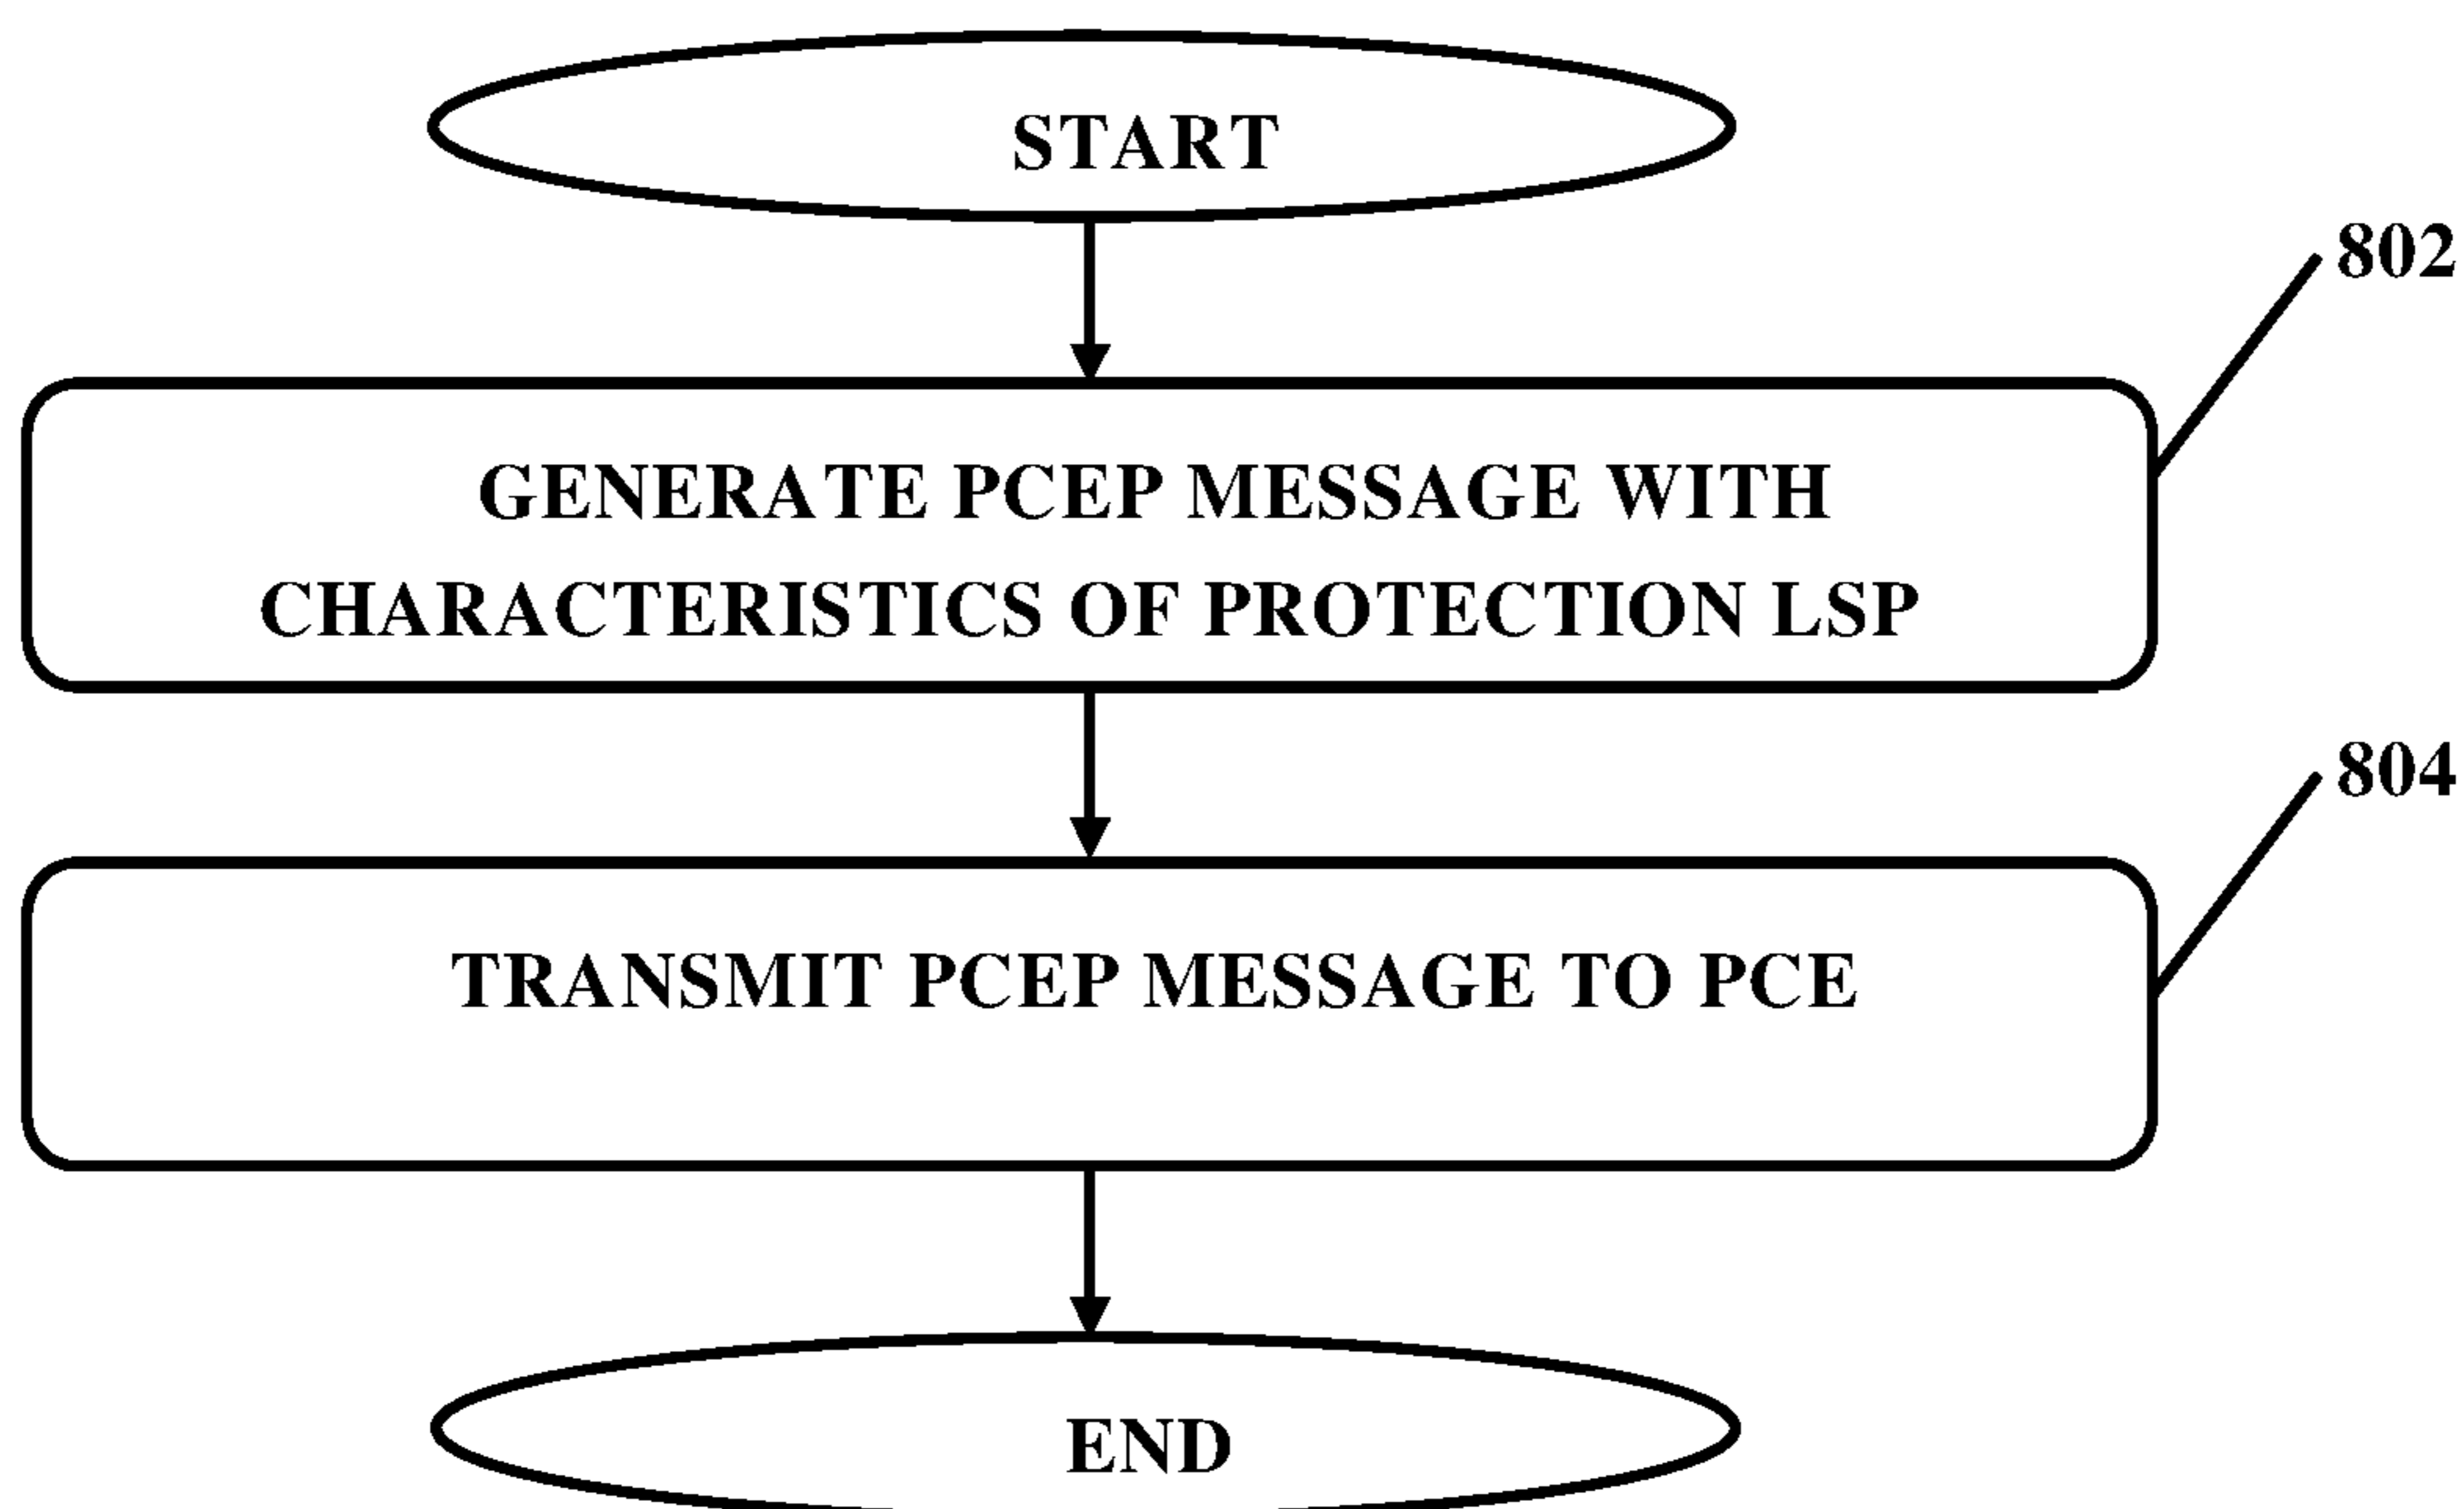 START
802
GENERATE PCEP MESSAGE WITH
CHARACTERISTICS OF PROTECTION LSP
804
TRANSMIT PCEP MESSAGE TO PCE
END